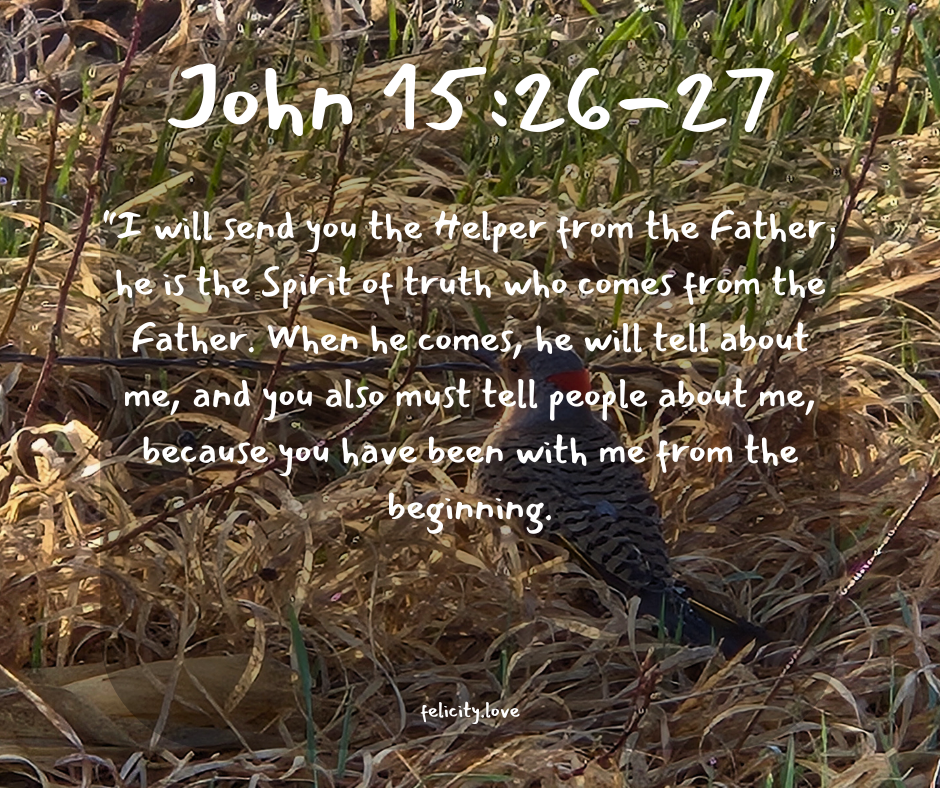 John 15:26-27
"I will send you the Helper from the Father;
he is the Spirit of truth who comes from the
Father. When he comes, he will tell about
me, and you also must tell people about me,
because you have been with me from the
beginning.
felicity.love